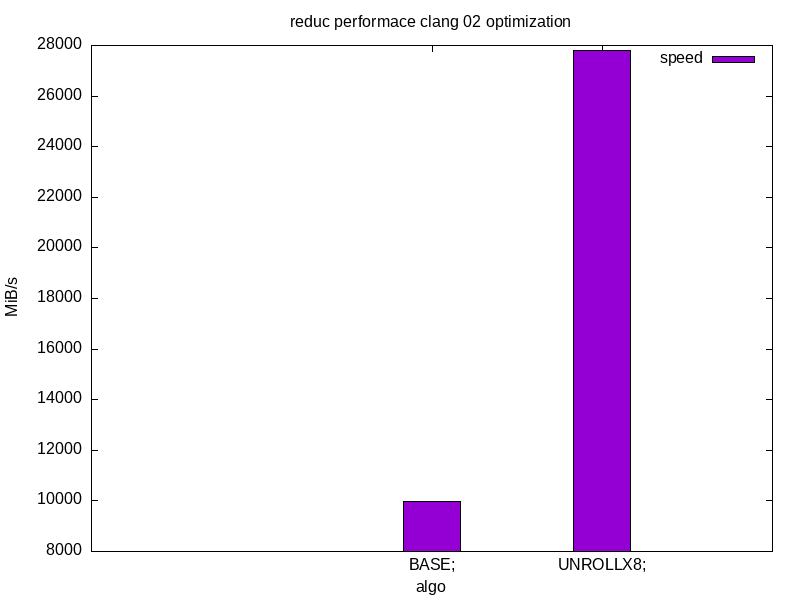 reduc performace clang 02 optimization
speed
28000
26000
24000
22000
20000
18000
16000
14000
12000
10000
8000
MiB/s
BASE;
UNROLLX8;
algo